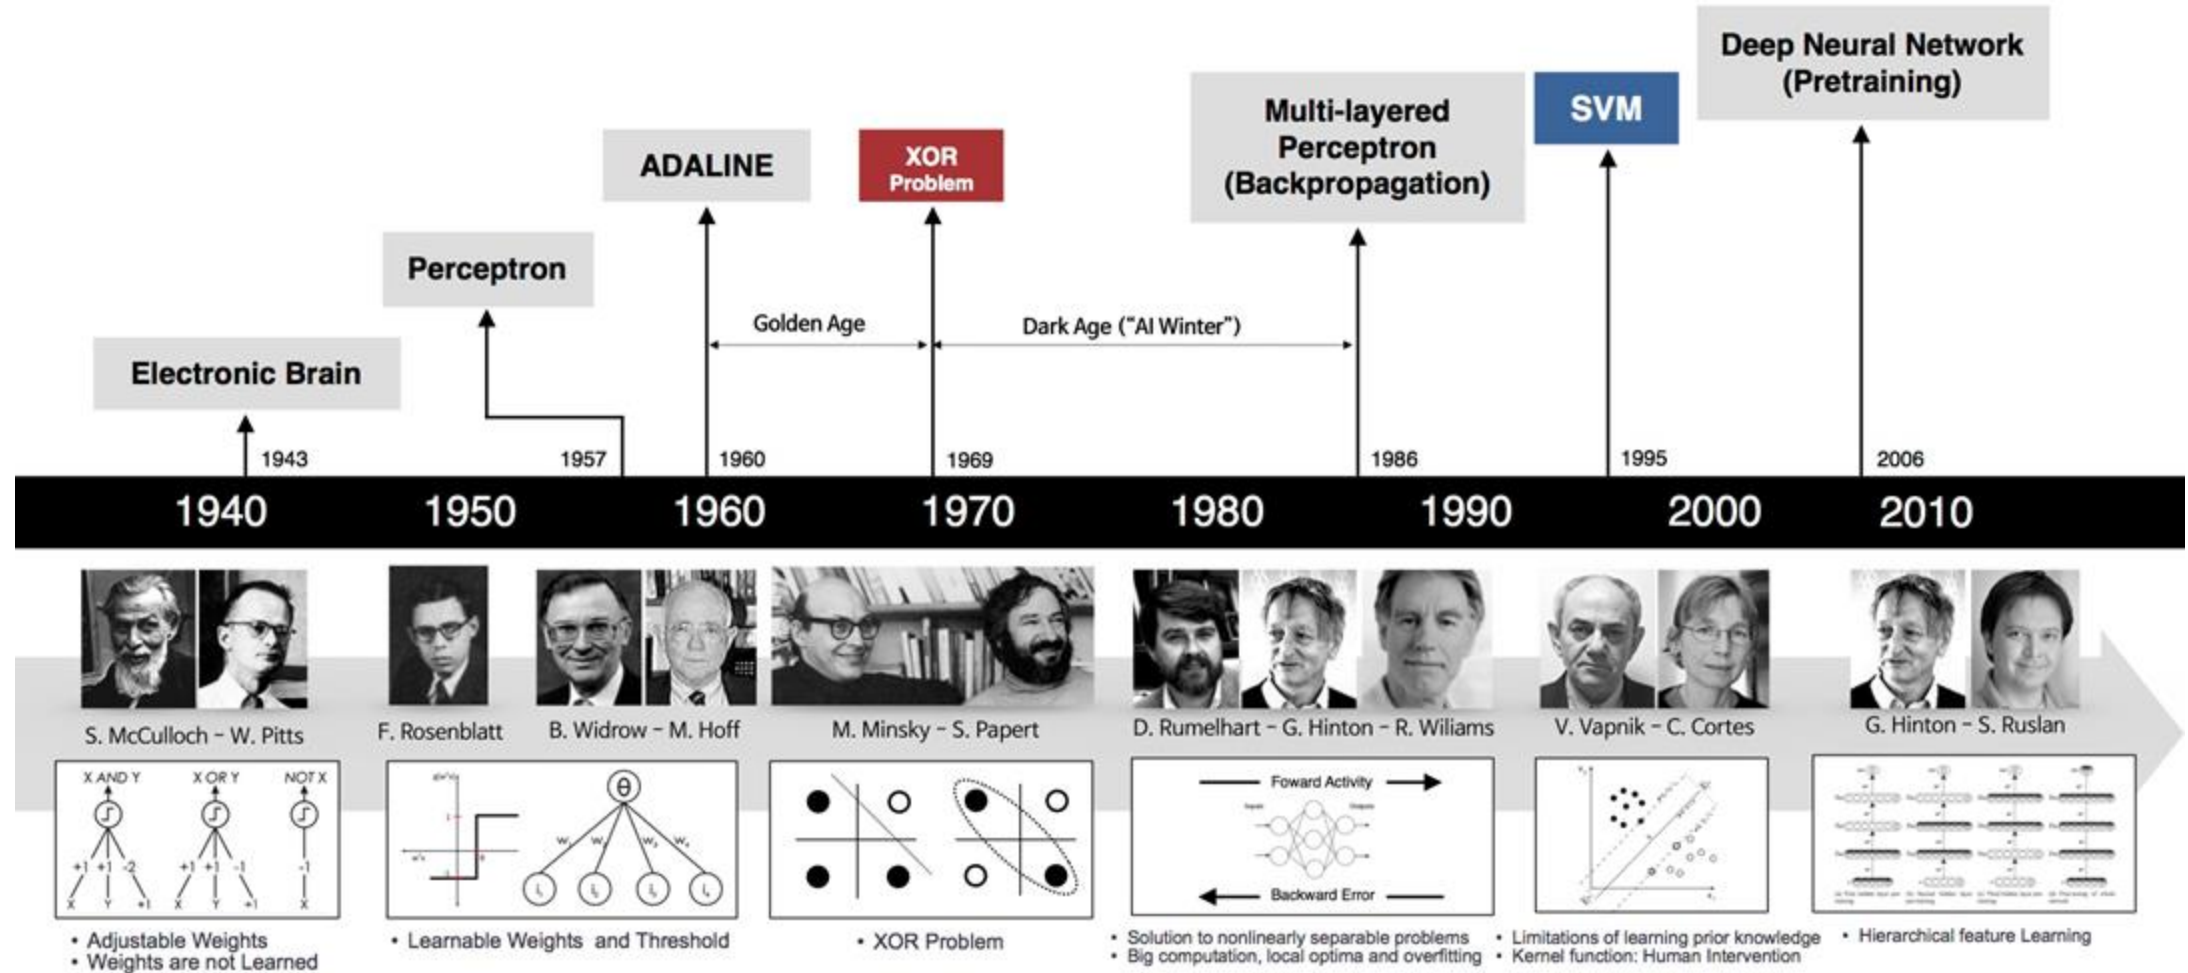 Deep Neural Network
(Pretraining)
Multi-layered
Perceptron
(Backpropagation)
SVM
ADALINE
XOR
Problem
Perceptron
Golden Age
Dark Age ("AI Winter")
Electronic Brain
1943
1957
1960
1969
1986
1995
2006
1940
1950
1960
1970
1980
1990
2000
2010
S. McCulloch – W. Pitts
F. Rosenblatt
B. Widrow – M. Hoff
M. Minsky – S. Papert
D. Rumelhart – G. Hinton – R. Wiliams
V. Vapnik – C. Cortes
G. Hinton – S. Ruslan
X AND Y
X OR Y
NOT X
+1 +1 -2
+1 +1 -1
-1
X Y +1
X Y +1
X
θ
Foward Activity
Inputs
Outputs
Backward Error
• Adjustable Weights
• Weights are not Learned
• Learnable Weights and Threshold
• XOR Problem
• Solution to nonlinearly separable problems
• Big computation, local optima and overfitting
• Limitations of learning prior knowledge
• Kernel function: Human Intervention
• Hierarchical feature Learning